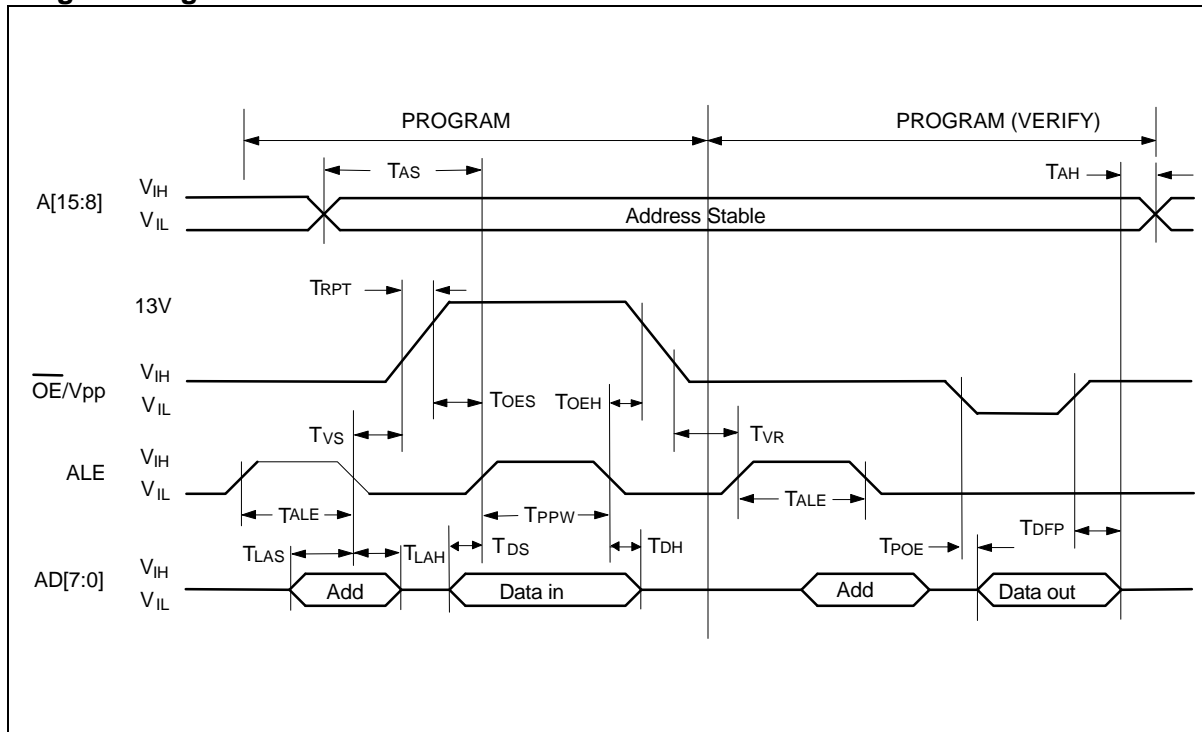 PROGRAM
PROGRAM (VERIFY)
TAS
TAH
A[15:8]
VIH
VIL
Address Stable
TRPT
13V
OE/Vpp
VIH
VIL
TOES
TOEH
TVS
TVR
ALE
VIH
VIL
TALE
TPPW
TALE
TDFP
TLAS
TLAH
TDS
TDH
TPOE
AD[7:0]
VIH
VIL
Add
Data in
Add
Data out